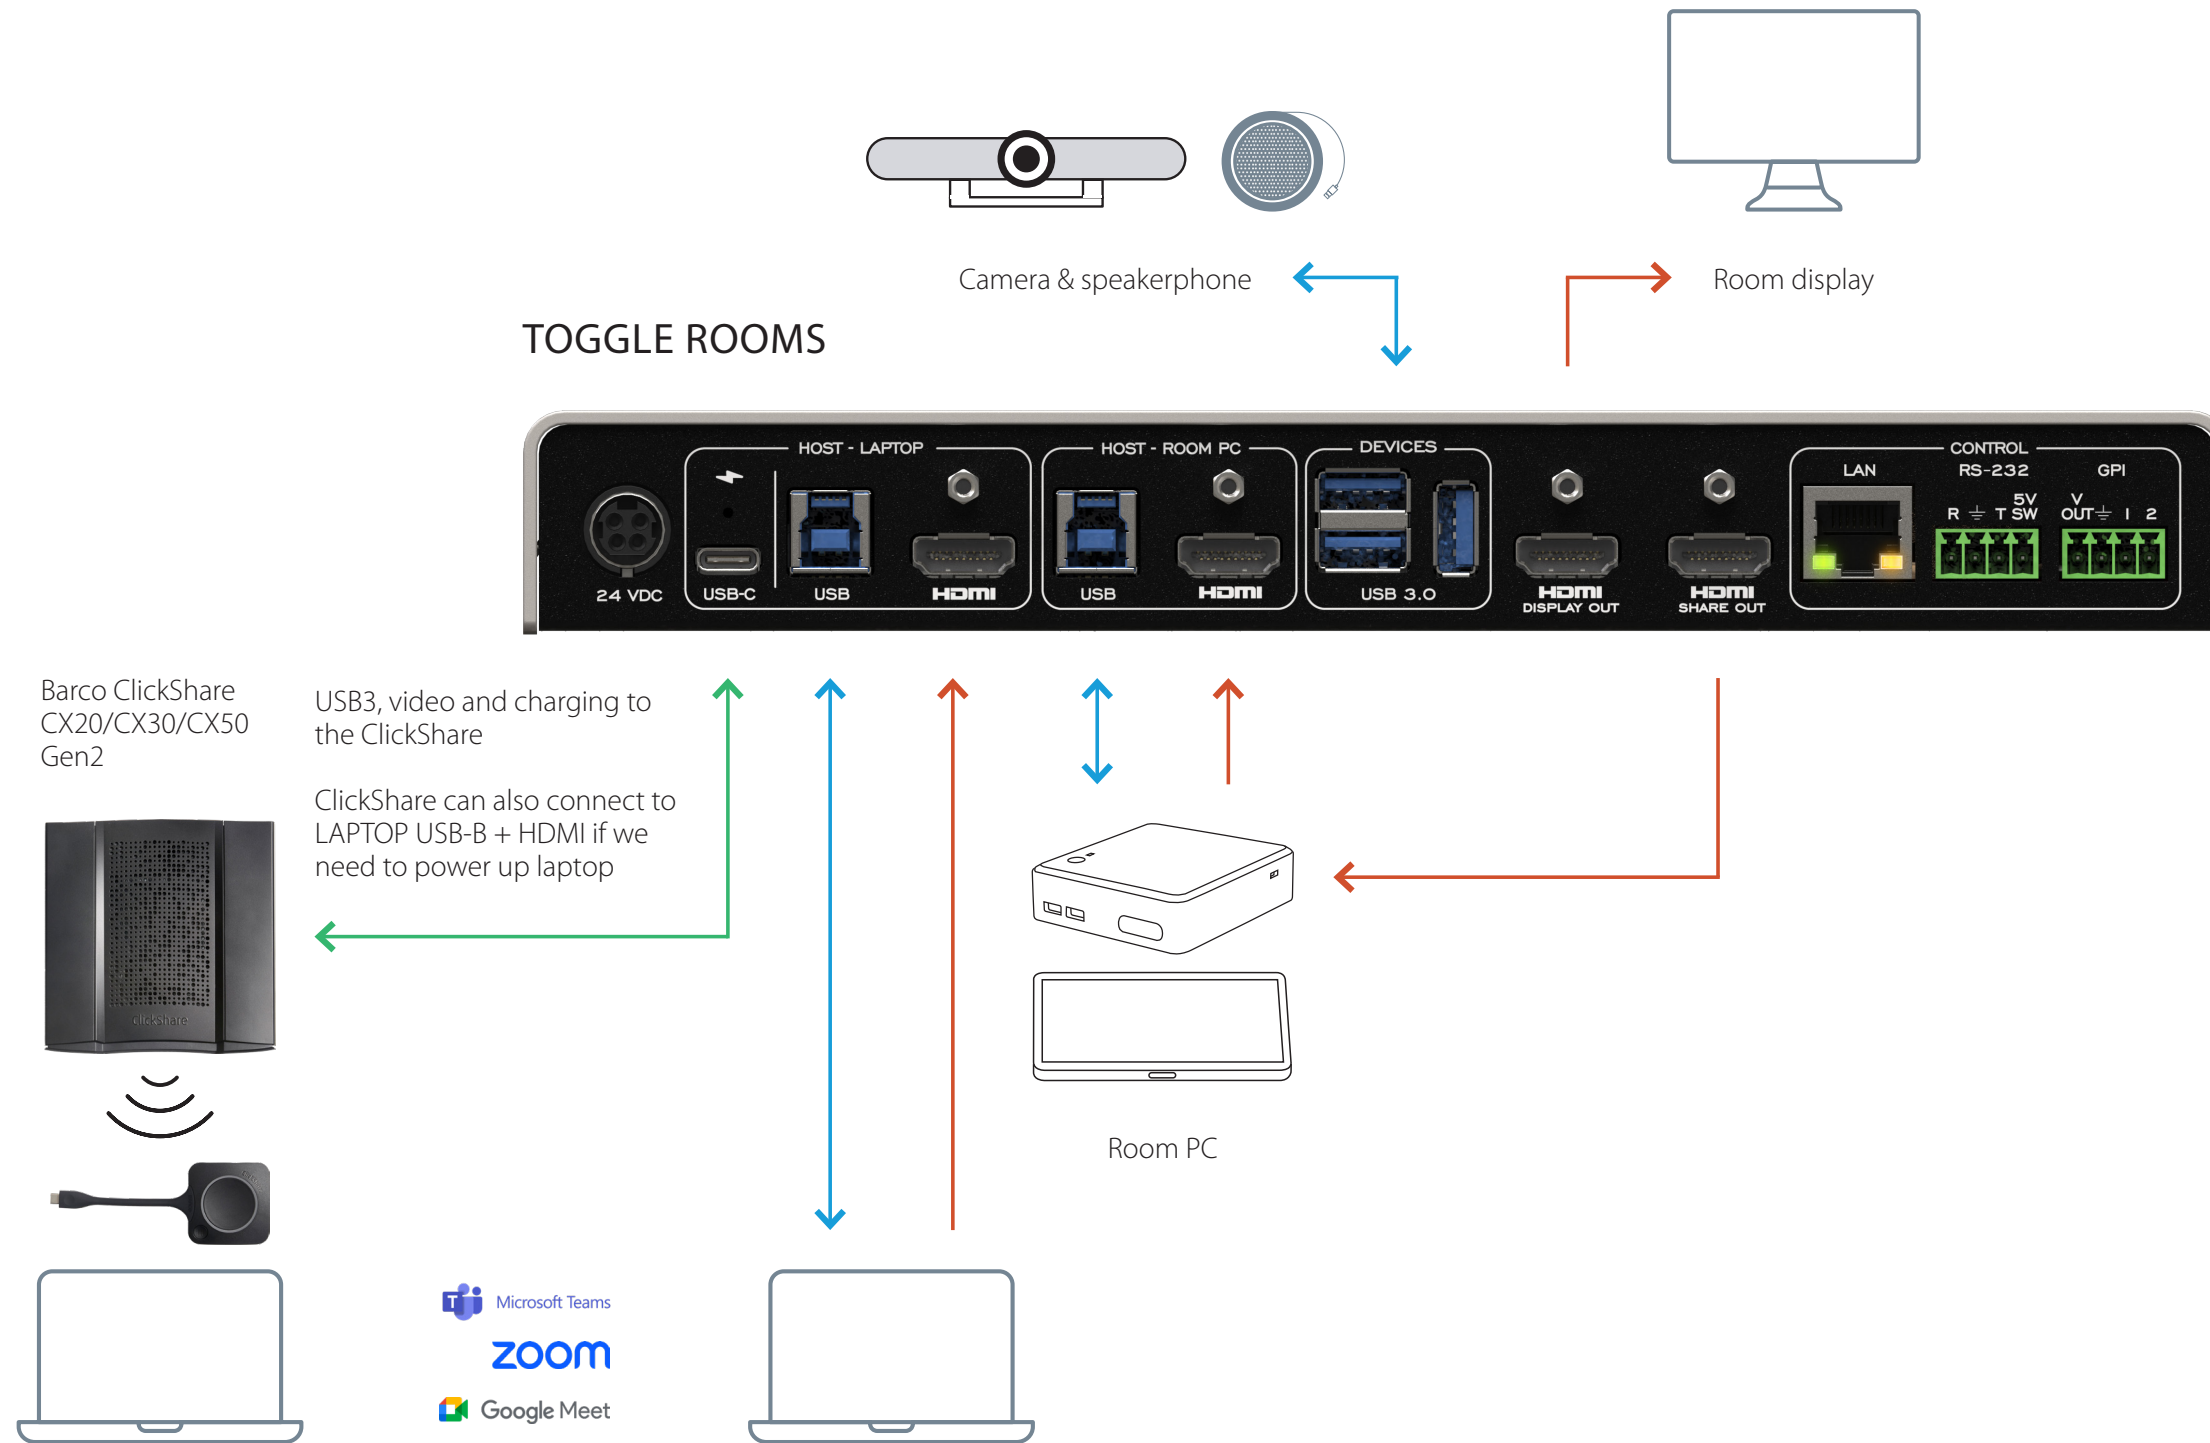 Camera & speakerphone
Room display
TOGGLE ROOMS
HOST - LAPTOP
HOST - ROOM PC
DEVICES
CONTROL
LAN
RS-232
GPI
5V
V
R ⏚ T SW
OUT ⏚ 1 2
24 VDC
USB-C
USB
HDMI
USB
HDMI
USB 3.0
HDMI
DISPLAY OUT
HDMI
SHARE OUT
Barco ClickShare
CX20/CX30/CX50
Gen2
USB3, video and charging to
the ClickShare
ClickShare can also connect to
LAPTOP USB-B + HDMI if we
need to power up laptop
clickshare
Room PC
Microsoft Teams
zoom
Google Meet